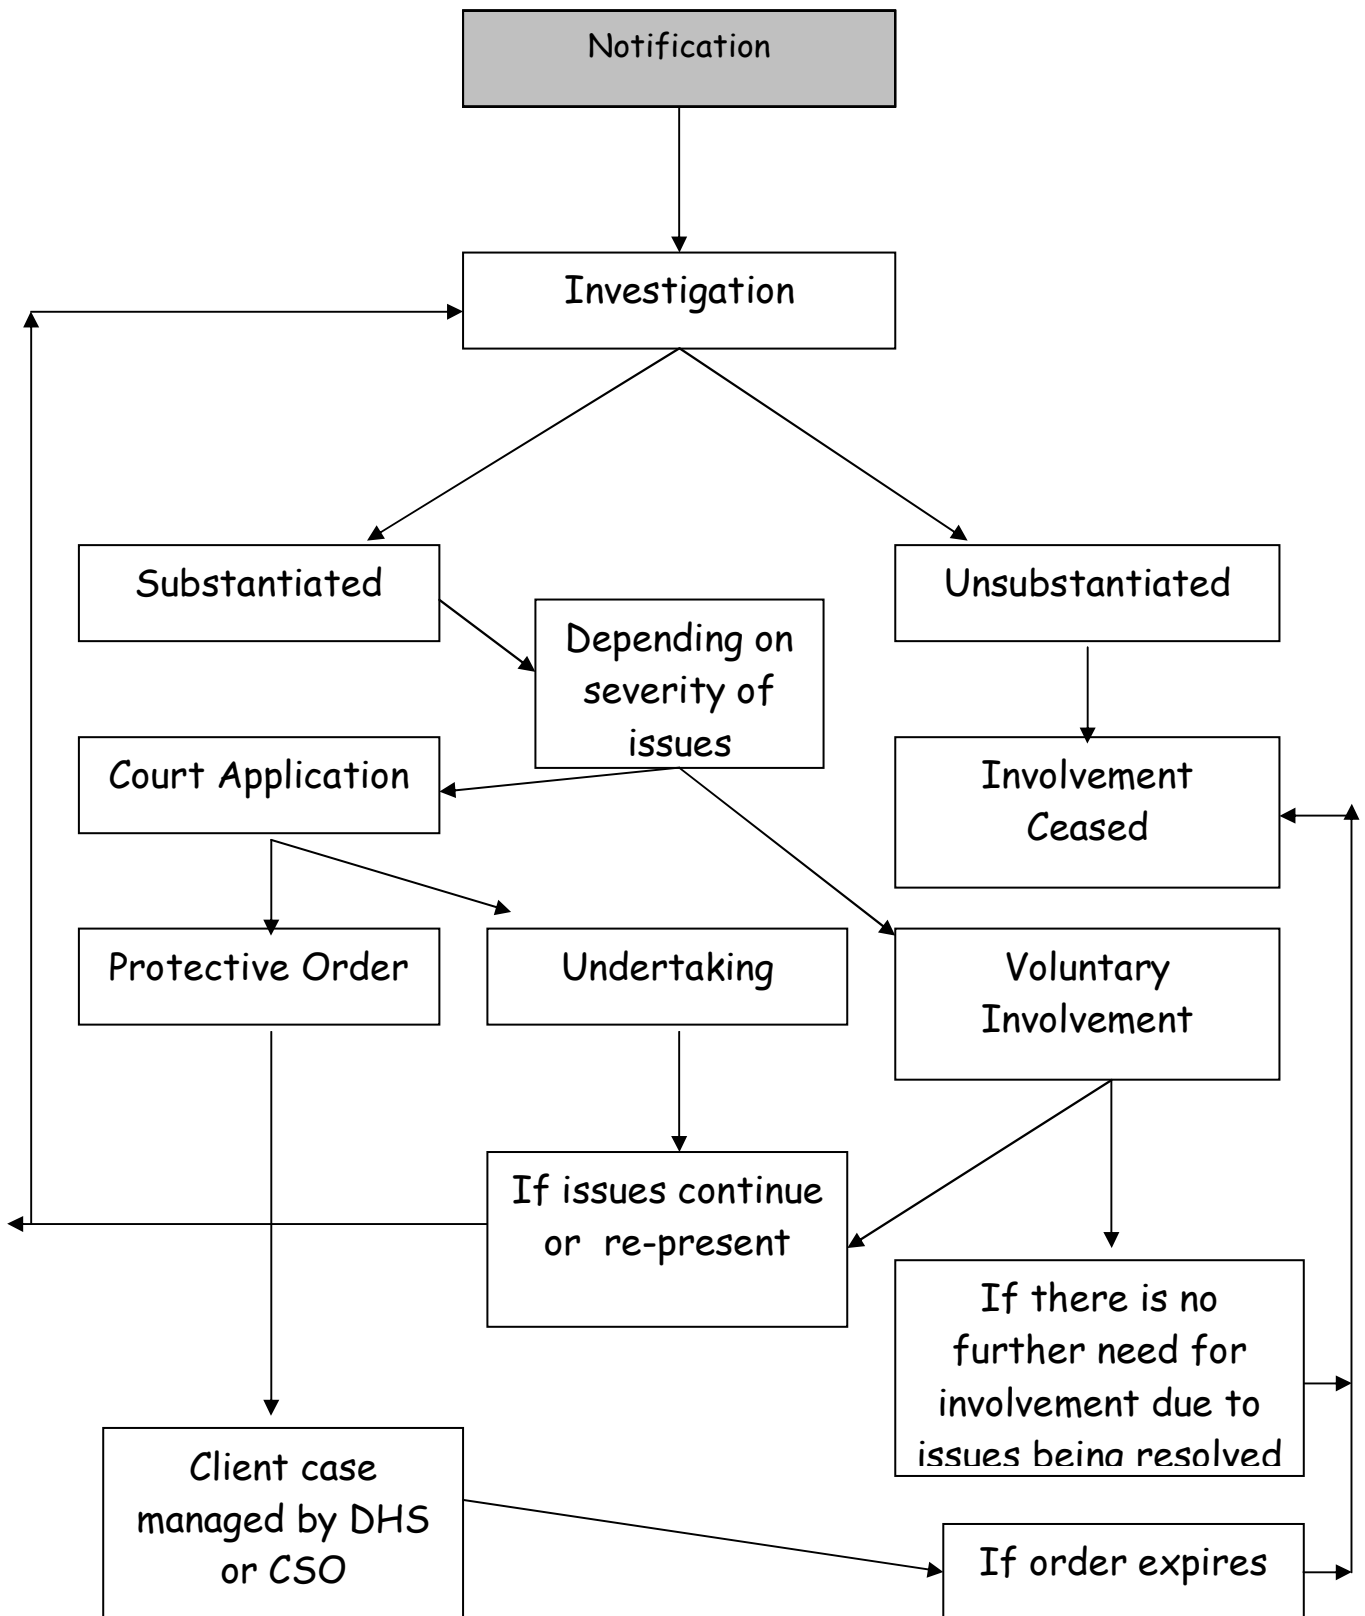 Notification
Investigation
Substantiated
Unsubstantiated
Depending on
severity of
issues
Court Application
Involvement
Ceased
Protective Order
Undertaking
Voluntary
Involvement
If issues continue
or re-present
If there is no
further need for
involvement due to
issues being resolved
Client case
managed by DHS
or CSO
If order expires